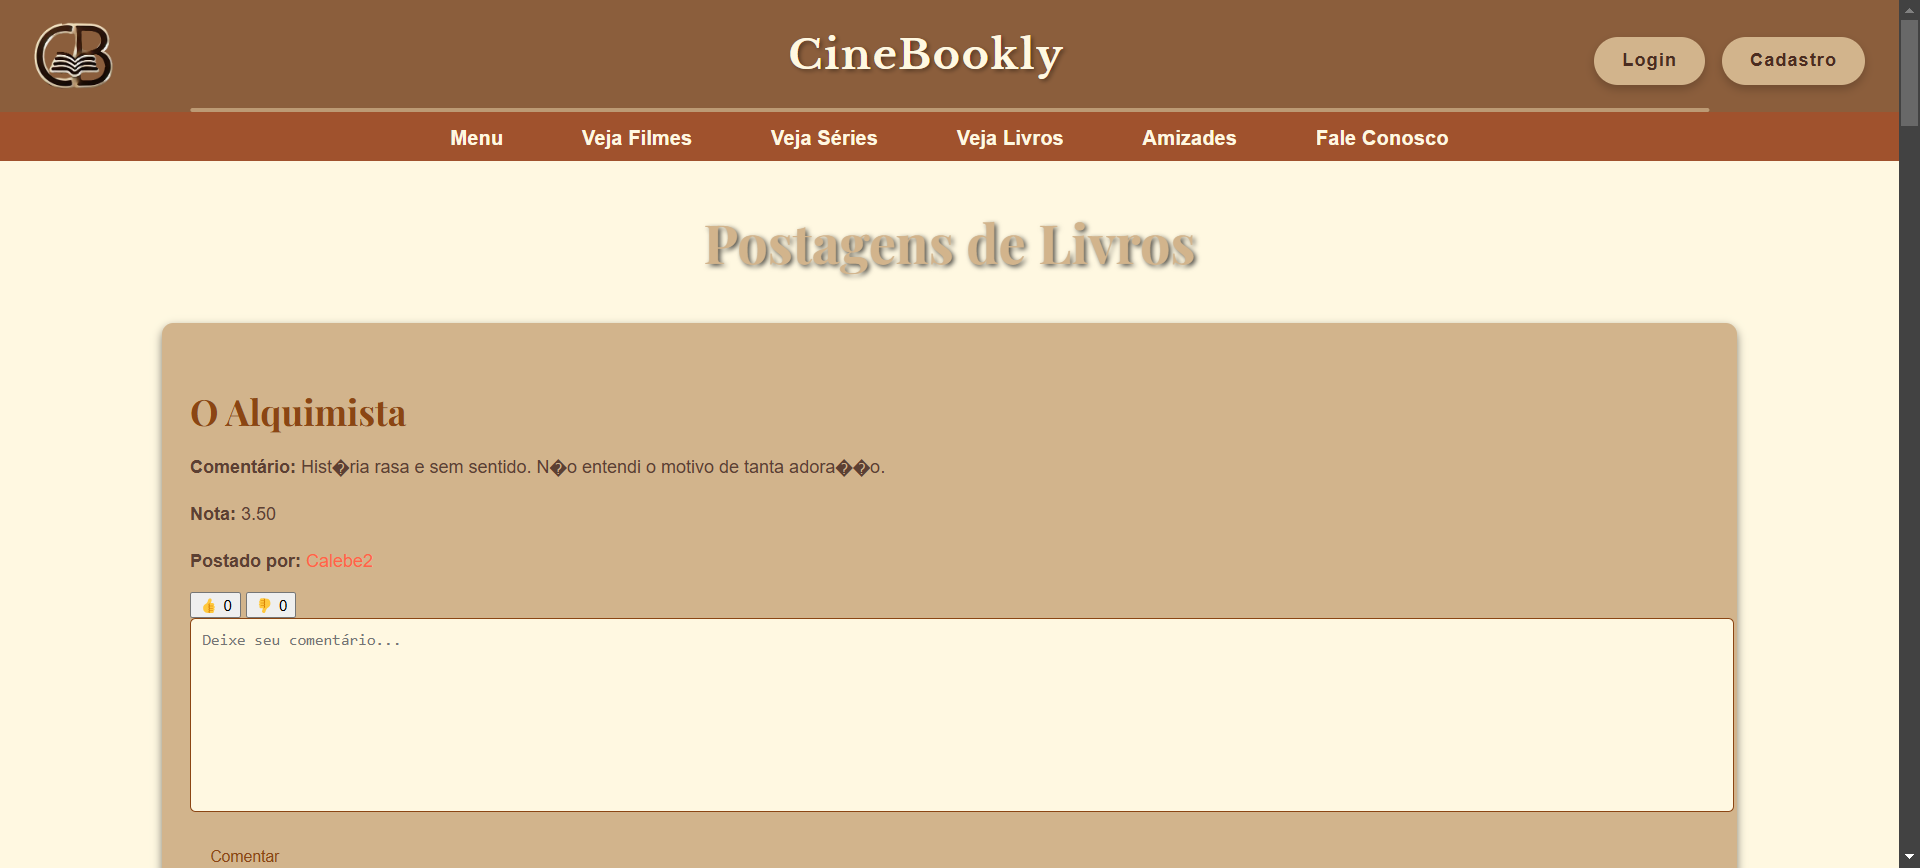 CB
CineBookly
Login
Cadastro
Menu
Veja Filmes
Veja Séries
Veja Livros
Amizades
Fale Conosco
Postagens de Livros
O Alquimista
Comentário: Hist�ria rasa e sem sentido. N�o entendi o motivo de tanta adora��o.
Nota: 3.50
Postado por: Calebe2
👍 0 👎 0
Deixe seu comentário...
Comentar